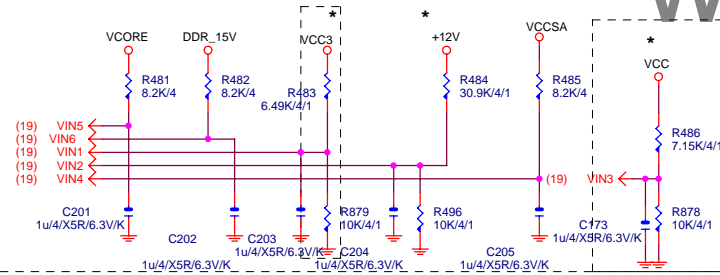 *
*
VCORE
DDR_15V
VCC3
+12V
VCCSA
*
VCC
R481
8.2K/4
R482
8.2K/4
R483
6.49K/4/1
R484
30.9K/4/1
R485
8.2K/4
R486
7.15K/4/1
(19) VIN5
(19) VIN6
(19) VIN1
(19) VIN2
(19) VIN4
(19)
VIN3
C201
1u/4/X5R/6.3V/K
C202
1u/4/X5R/6.3V/K
C203
1u/4/X5R/6.3V/K
R879
10K/4/1
C204
1u/4/X5R/6.3V/K
R496
10K/4/1
C205
1u/4/X5R/6.3V/K
C173
1u/4/X5R/6.3V/K
R878
10K/4/1